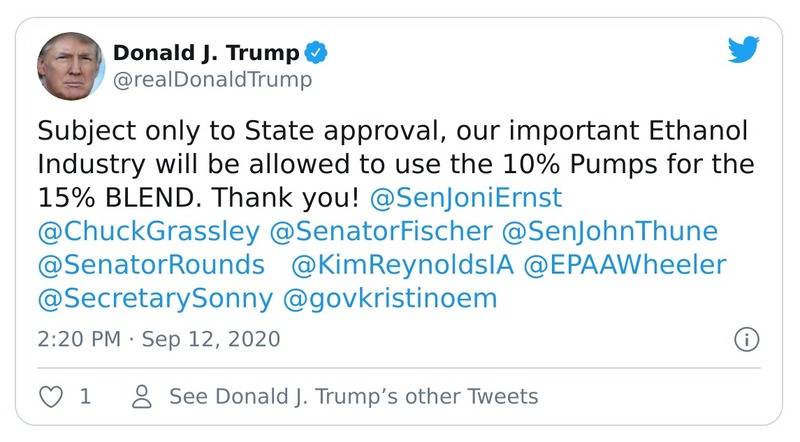 Donald J. Trump
@realDonaldTrump
Subject only to State approval, our important Ethanol
Industry will be allowed to use the 10% Pumps for the
15% BLEND. Thank you! @SenJoniErnst
@ChuckGrassley @SenatorFischer @SenJohnThune
@SenatorRounds   @KimReynoldsIA @EPAAWheeler
@SecretarySonny @govkristinoem
2:20 PM · Sep 12, 2020
1 See Donald J. Trump’s other Tweets